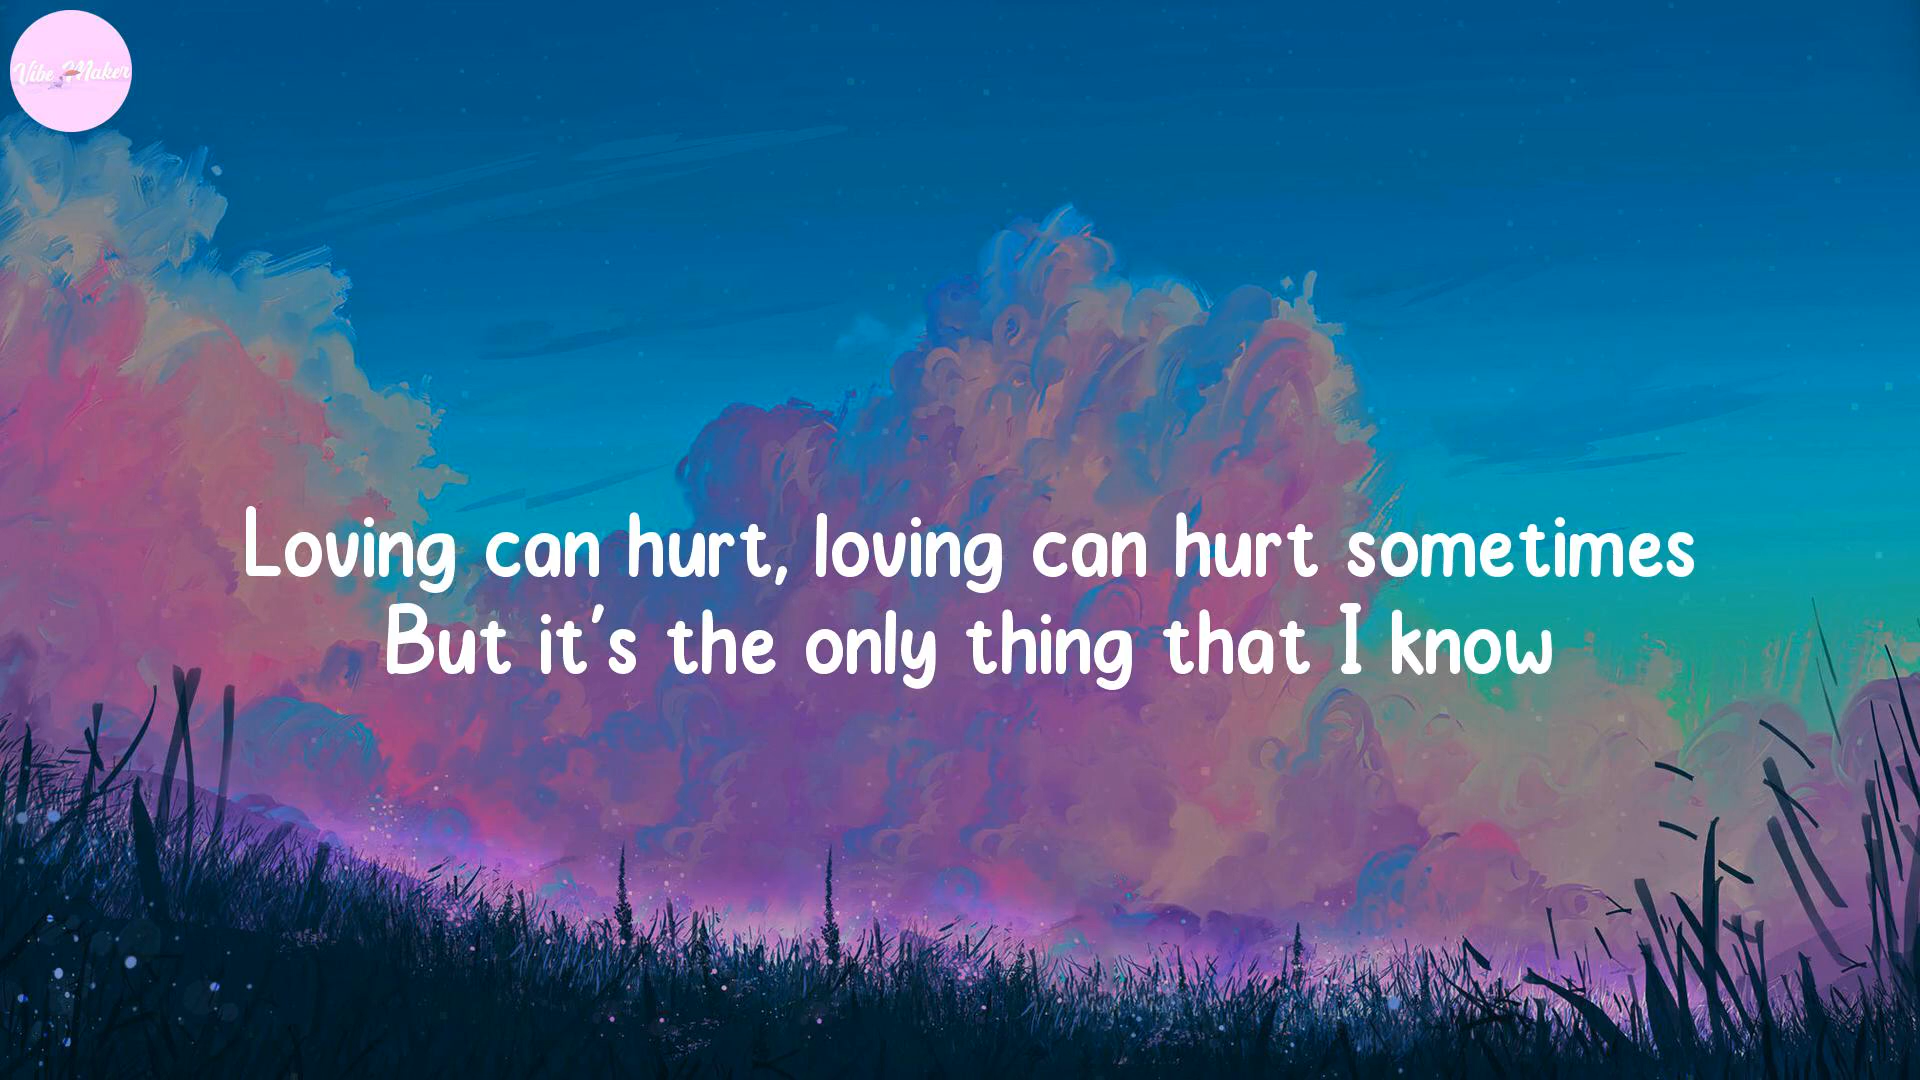 Vibe Maker
Loving can hurt, loving can hurt sometimes
But it's the only thing that I know